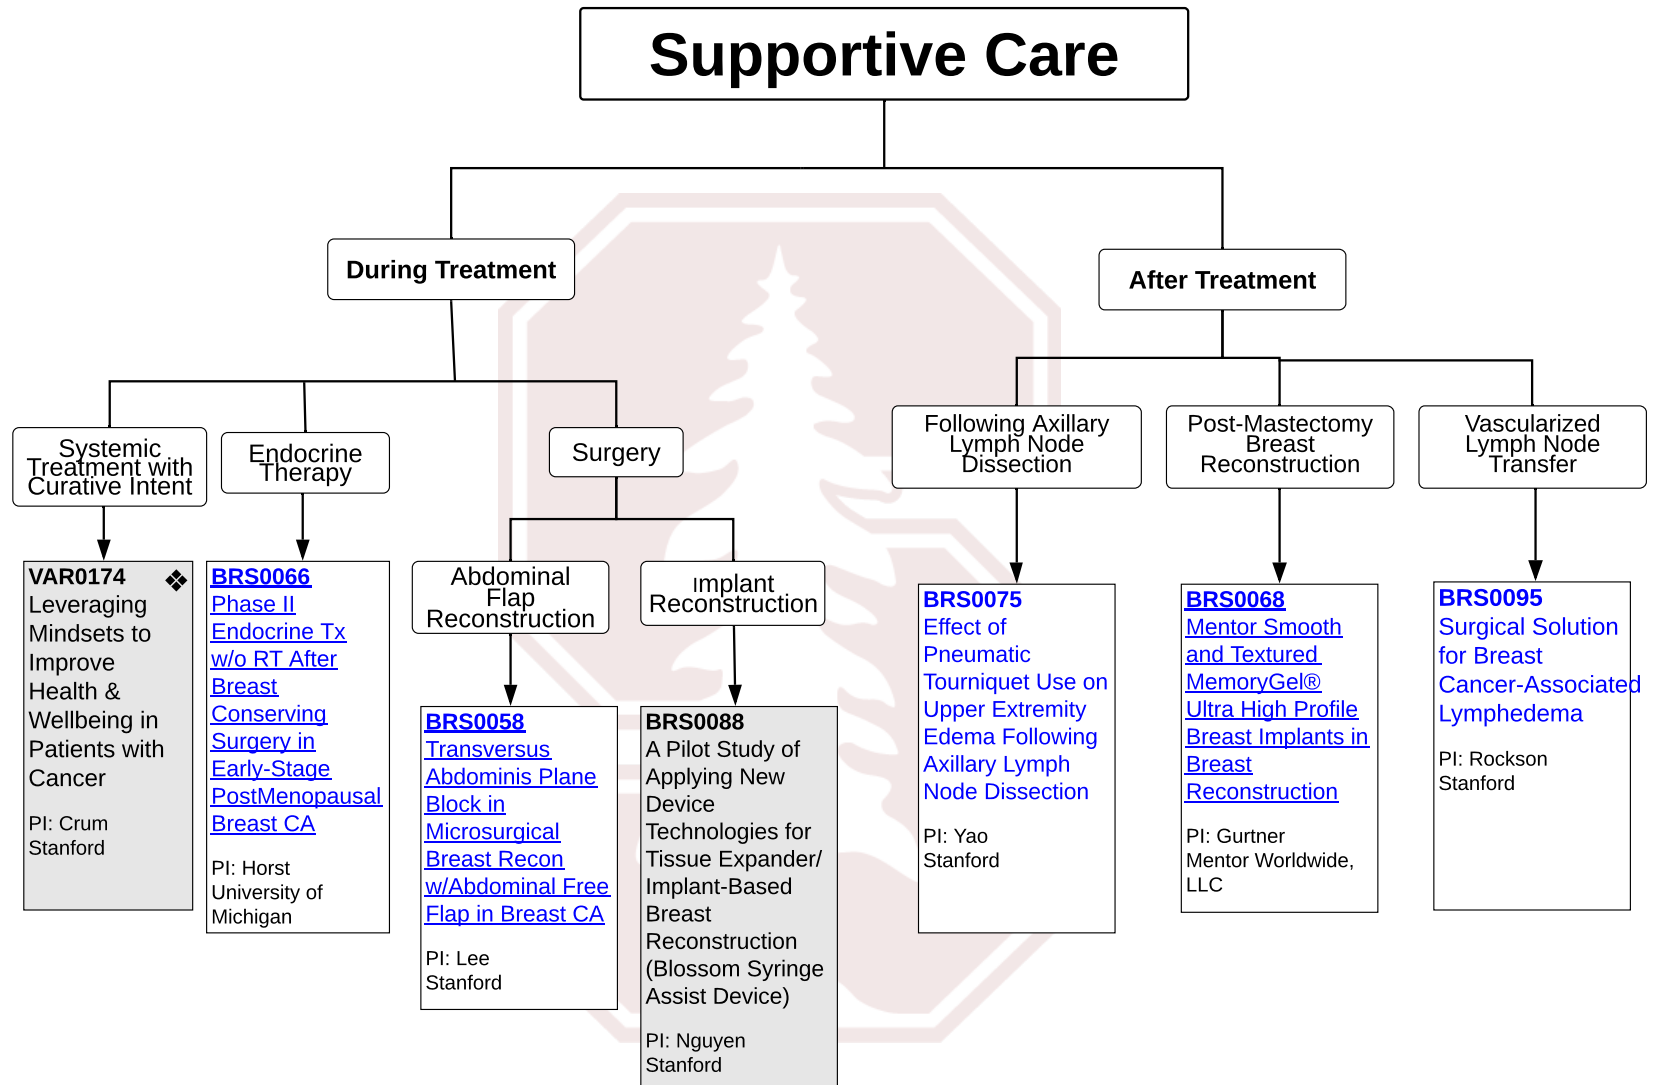 Supportive Care
During Treatment
After Treatment
Systemic
Treatment with
Curative Intent
Endocrine
Therapy
Surgery
Following Axillary
Lymph Node
Dissection
Post-Mastectomy
Breast
Reconstruction
Vascularized
Lymph Node
Transfer
Abdominal
Flap
Reconstruction
Implant
Reconstruction
VAR0174 ❖
Leveraging
Mindsets to
Improve
Health &
Wellbeing in
Patients with
Cancer
PI: Crum
Stanford
BRS0066
Phase II
Endocrine Tx
w/o RT After
Breast
Conserving
Surgery in
Early-Stage
PostMenopausal
Breast CA
PI: Horst
University of
Michigan
BRS0058
Transversus
Abdominis Plane
Block in
Microsurgical
Breast Recon
w/Abdominal Free
Flap in Breast CA
PI: Lee
Stanford
BRS0088
A Pilot Study of
Applying New
Device
Technologies for
Tissue Expander/
Implant-Based
Breast
Reconstruction
(Blossom Syringe
Assist Device)
PI: Nguyen
Stanford
BRS0075
Effect of
Pneumatic
Tourniquet Use on
Upper Extremity
Edema Following
Axillary Lymph
Node Dissection
PI: Yao
Stanford
BRS0068
Mentor Smooth
and Textured
MemoryGel®
Ultra High Profile
Breast Implants in
Breast
Reconstruction
PI: Gurtner
Mentor Worldwide,
LLC
BRS0095
Surgical Solution
for Breast
Cancer-Associated
Lymphedema
PI: Rockson
Stanford